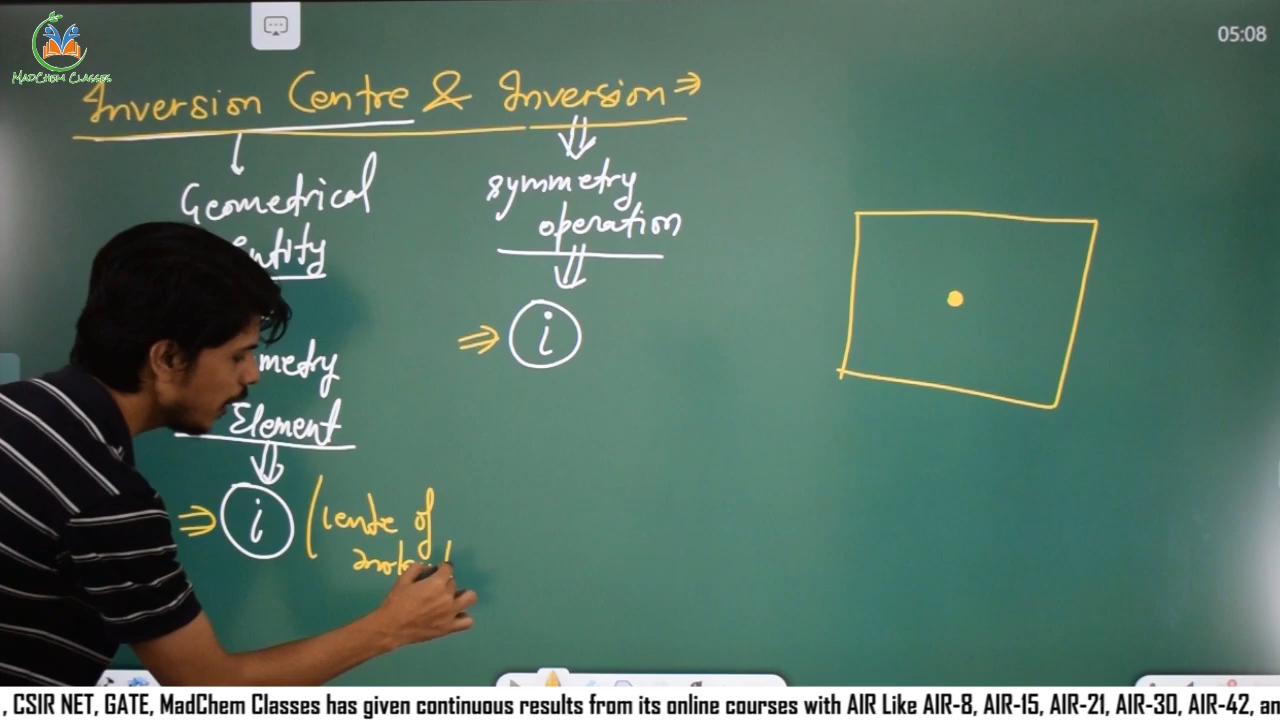 MADCHEM CLASSES
05:08
Inversion Centre & Inversion ⇒
Geometrical
entity
symmetry
operation
⇒ i
metry
Element
⇒ i (Centre of
, CSIR NET, GATE, MadChem Classes has given continuous results from its online courses with AIR Like AIR-8, AIR-15, AIR-21, AIR-30, AIR-42, an